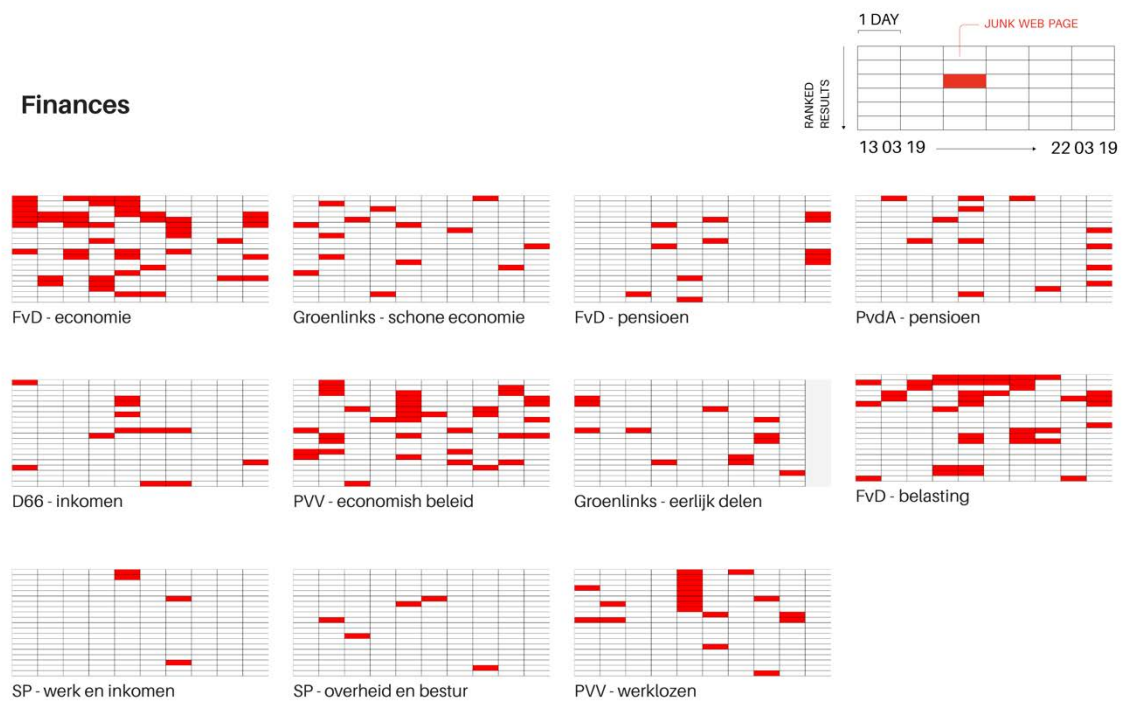 1 DAY
JUNK WEB PAGE
RANKED
RESULTS
13 03 19
22 03 19
Finances
FvD - economie
Groenlinks - schone economie
FvD - pensioen
PvdA - pensioen
D66 - inkomen
PVV - economish beleid
Groenlinks - eerlijk delen
FvD - belasting
SP - werk en inkomen
SP - overheid en bestur
PVV - werklozen